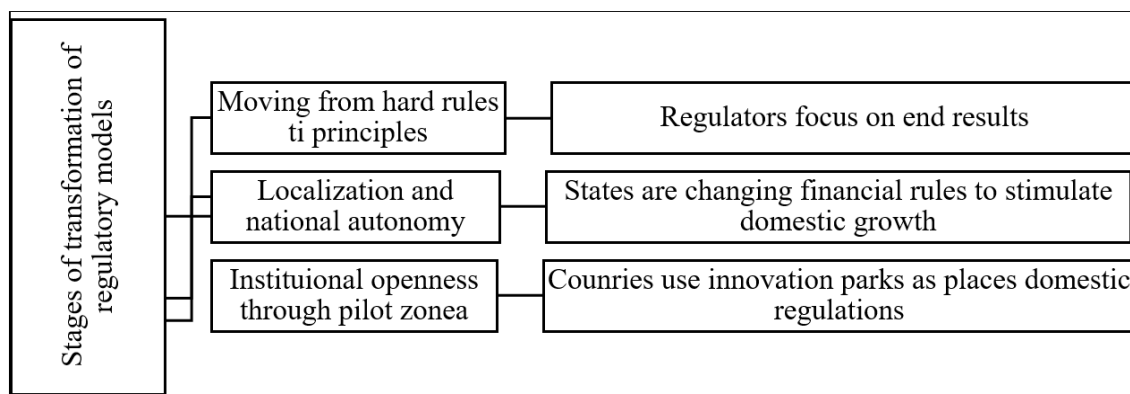 Stages of transformation of
regulatory models
Moving from hard rules
ti principles
Regulators focus on end results
Localization and
national autonomy
States are changing financial rules to stimulate
domestic growth
Instituional openness
through pilot zonea
Counries use innovation parks as places domestic
regulations